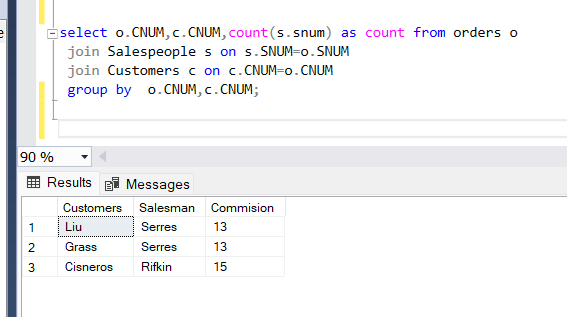 select o.CNUM,c.CNUM,count(s.snum) as count from orders o
join Salespeople s on s.SNUM=o.SNUM
join Customers c on c.CNUM=o.CNUM
group by  o.CNUM,c.CNUM;
90 %
Results Messages
Customers Salesman Commision
1 Liu Serres 13
2 Grass Serres 13
3 Cisneros Rifkin 15